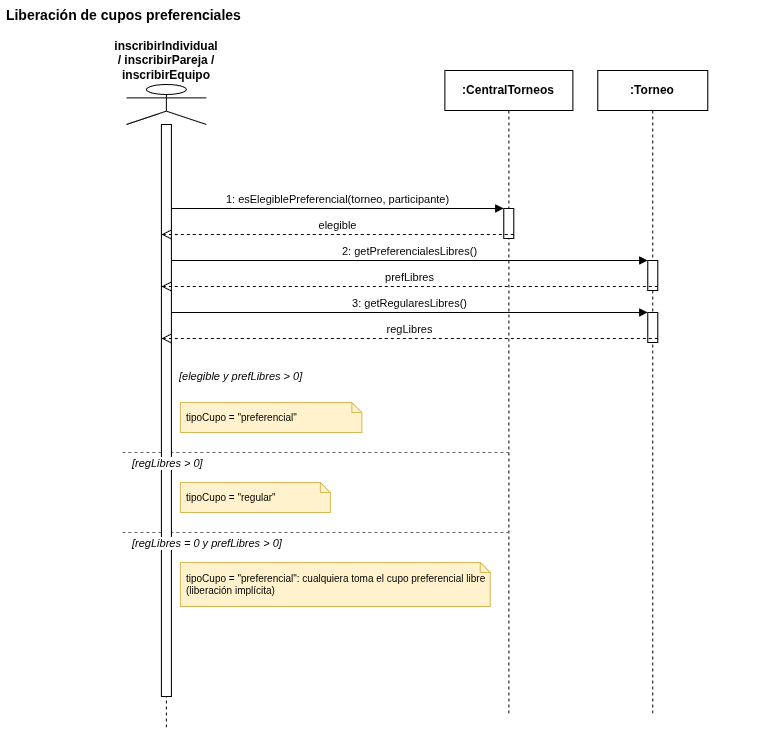 Liberación de cupos preferenciales
inscribirIndividual
/ inscribirPareja /
inscribirEquipo
:CentralTorneos
:Torneo
1: esElegiblePreferencial(torneo, participante)
elegible
2: getPreferencialesLibres()
prefLibres
3: getRegularesLibres()
regLibres
[elegible y prefLibres > 0]
tipoCupo = "preferencial"
[regLibres > 0]
tipoCupo = "regular"
[regLibres = 0 y prefLibres > 0]
tipoCupo = "preferencial": cualquiera toma el cupo preferencial libre
(liberación implícita)